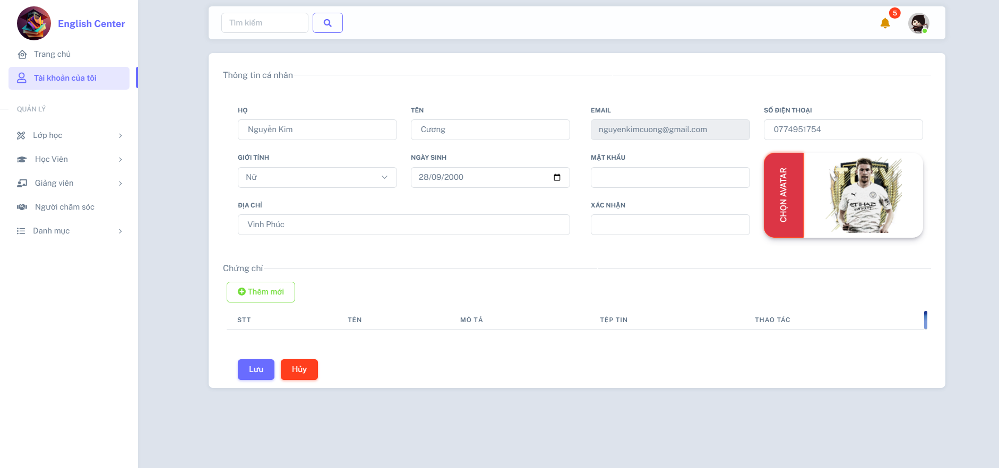 English Center
Trang chủ
Tài khoản của tôi
QUẢN LÝ
Lớp học
Học Viên
Giảng viên
Người chăm sóc
Danh mục
Tìm kiếm
5
Thông tin cá nhân
HỌ
TÊN
EMAIL
SỐ ĐIỆN THOẠI
Nguyễn Kim
Cương
nguyenkimcuong@gmail.com
0774951754
GIỚI TÍNH
NGÀY SINH
MẬT KHẨU
Nữ
28/09/2000
CHỌN AVATAR
ETIHAD
AIRWAYS
ĐỊA CHỈ
XÁC NHẬN
Vĩnh Phúc
Chứng chỉ
Thêm mới
STT
TÊN
MÔ TẢ
TỆP TIN
THAO TÁC
Lưu
Hủy